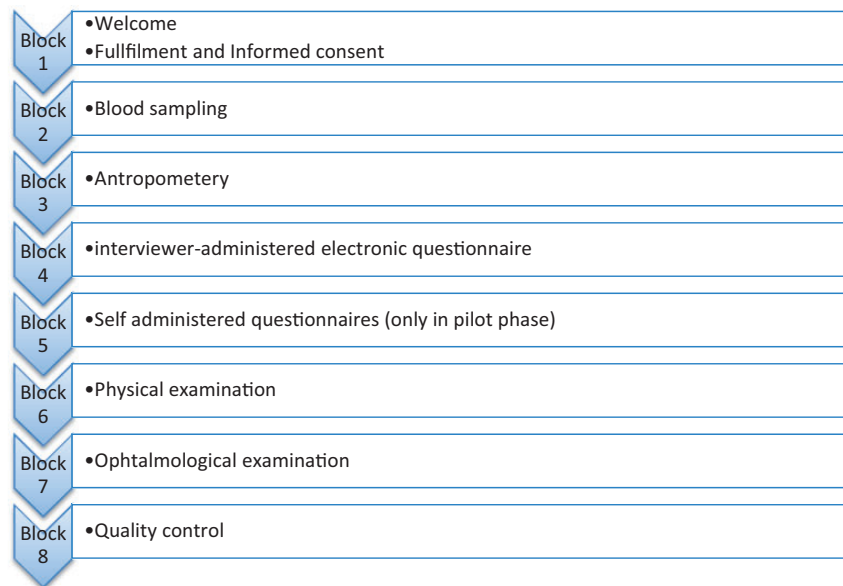 Block
1
•Welcome
•Fullfilment and Informed consent
Block
2
•Blood sampling
Block
3
•Antropometery
Block
4
•interviewer-administered electronic questionnaire
Block
5
•Self administered questionnaires (only in pilot phase)
Block
6
•Physical examination
Block
7
•Ophtalmological examination
Block
8
•Quality control